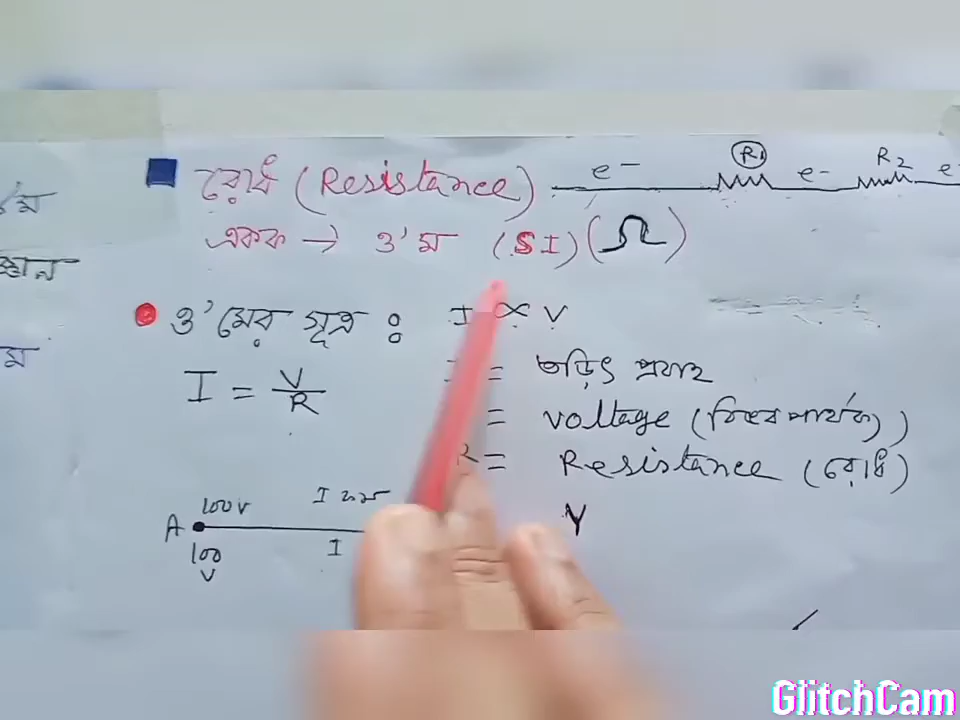 রোধ (Resistance) e⁻ R₁ e- R₂ e
একক → ও'ম (SI) (Ω)
ও'মের সূত্র : I ∝ V
I = V/R
= তড়িৎ প্রবাহ
= voltage (বিভব পার্থক্য)
R = Resistance (রোধ)
100V I
A
I
100
V
GlitchCam